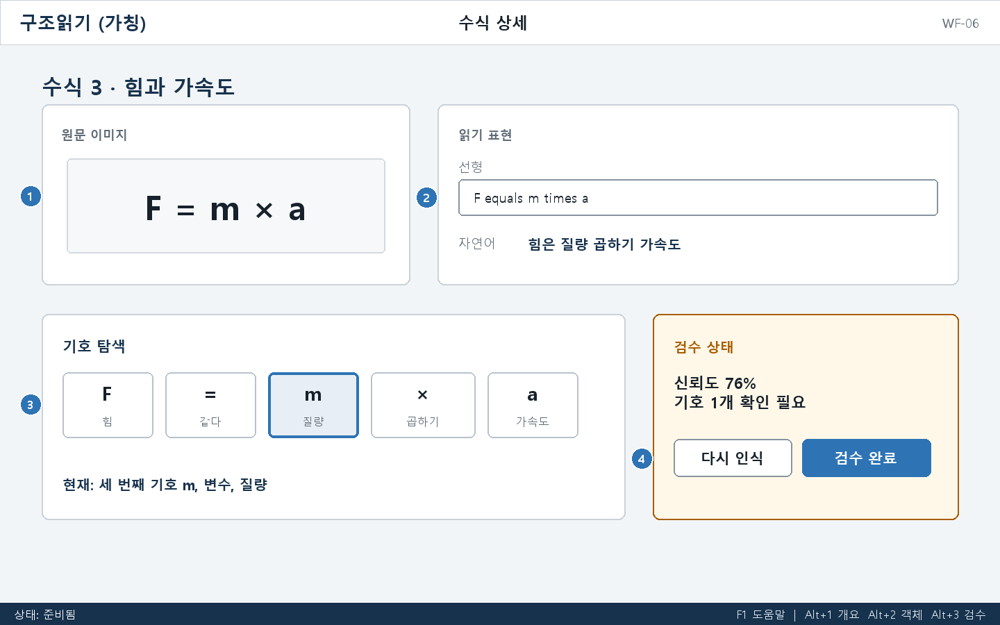 구조읽기 (가칭)
수식 상세
WF-06
수식 3 · 힘과 가속도
원문 이미지
1
F = m × a
읽기 표현
선형
2
F equals m times a
자연어 힘은 질량 곱하기 가속도
기호 탐색
3
F = m × a
힘 같다 질량 곱하기 가속도
현재: 세 번째 기호 m, 변수, 질량
검수 상태
신뢰도 76%
기호 1개 확인 필요
4
다시 인식 검수 완료
상태: 준비됨
F1 도움말 | Alt+1 개요 Alt+2 객체 Alt+3 검수